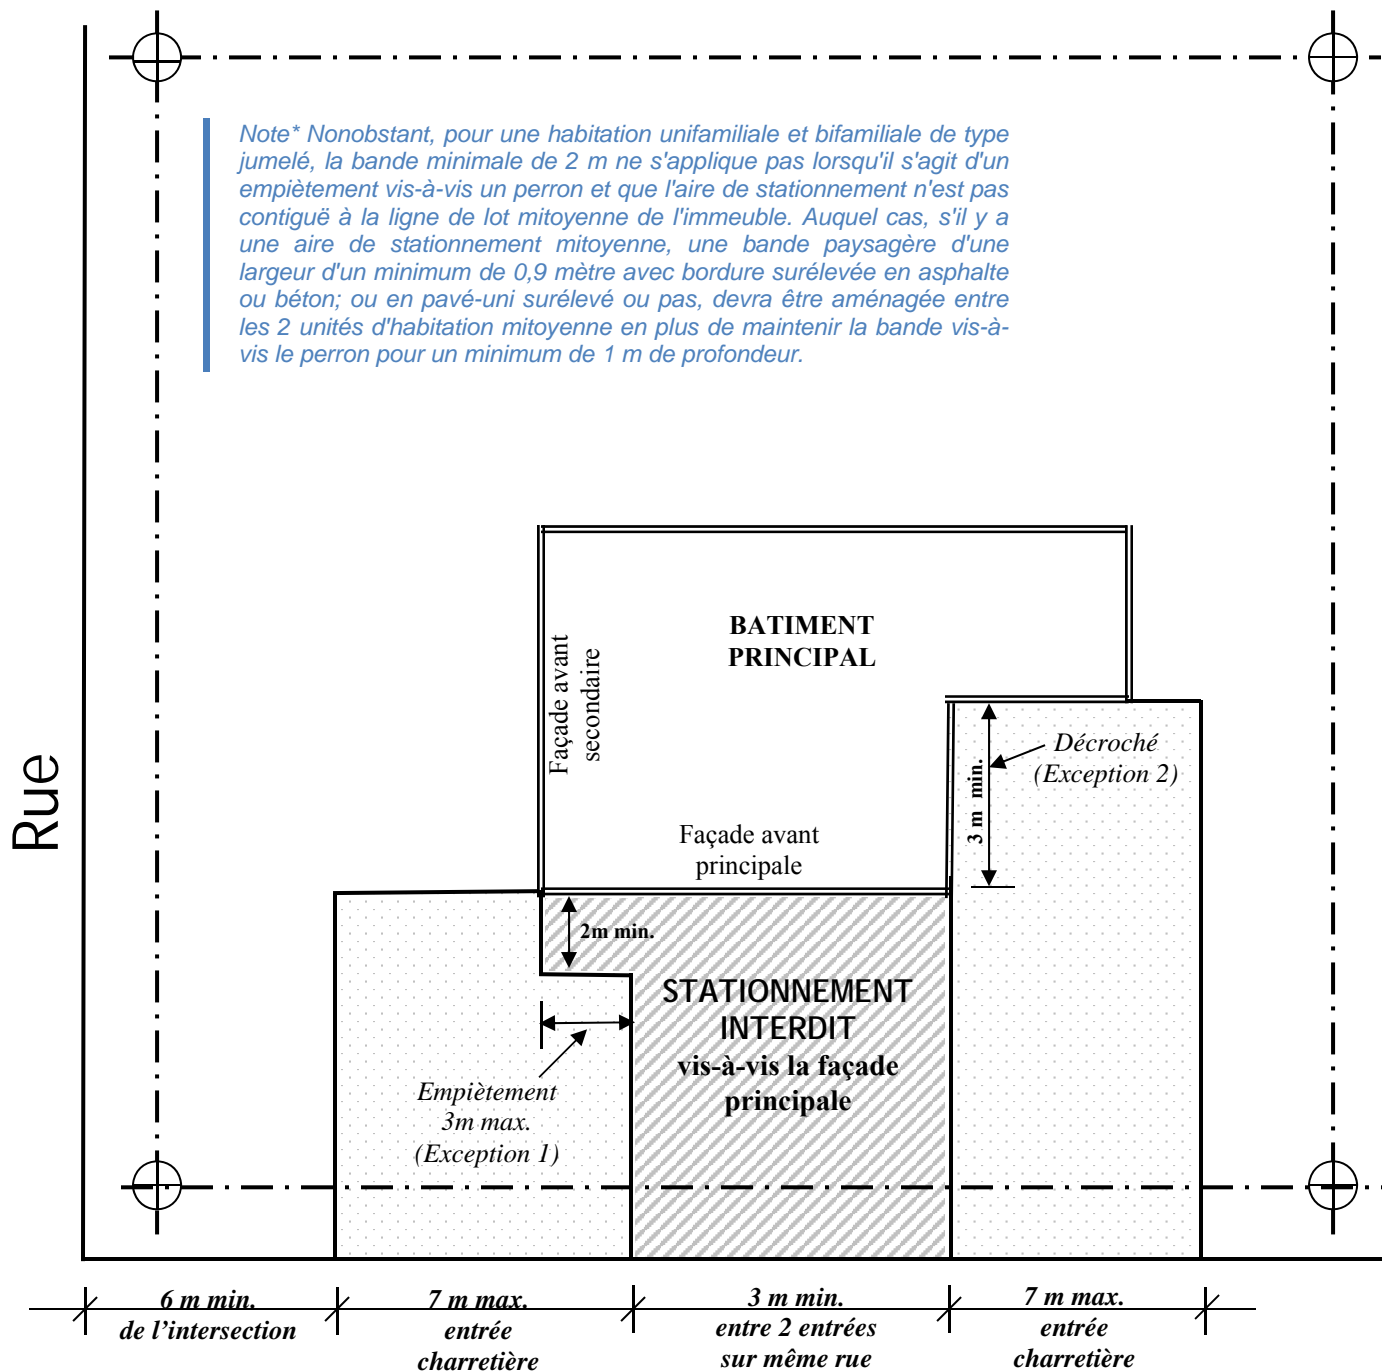 Note* Nonobstant, pour une habitation unifamiliale et bifamiliale de type
jumelé, la bande minimale de 2 m ne s'applique pas lorsqu'il s'agit d'un
empiètement vis-à-vis un perron et que l'aire de stationnement n'est pas
contiguë à la ligne de lot mitoyenne de l'immeuble. Auquel cas, s'il y a
une aire de stationnement mitoyenne, une bande paysagère d'une
largeur d'un minimum de 0,9 mètre avec bordure surélevée en asphalte
ou béton; ou en pavé-uni surélevé ou pas, devra être aménagée entre
les 2 unités d'habitation mitoyenne en plus de maintenir la bande vis-à-
vis le perron pour un minimum de 1 m de profondeur.
BATIMENT
PRINCIPAL
Façade avant
secondaire
Décroché
(Exception 2)
3 m min.
Rue
Façade avant
principale
2m min.
STATIONNEMENT
INTERDIT
vis-à-vis la façade
principale
Empiètement
3m max.
(Exception 1)
6 m min.
de l’intersection
7 m max.
entrée
charretière
3 m min.
entre 2 entrées
sur même rue
7 m max.
entrée
charretière